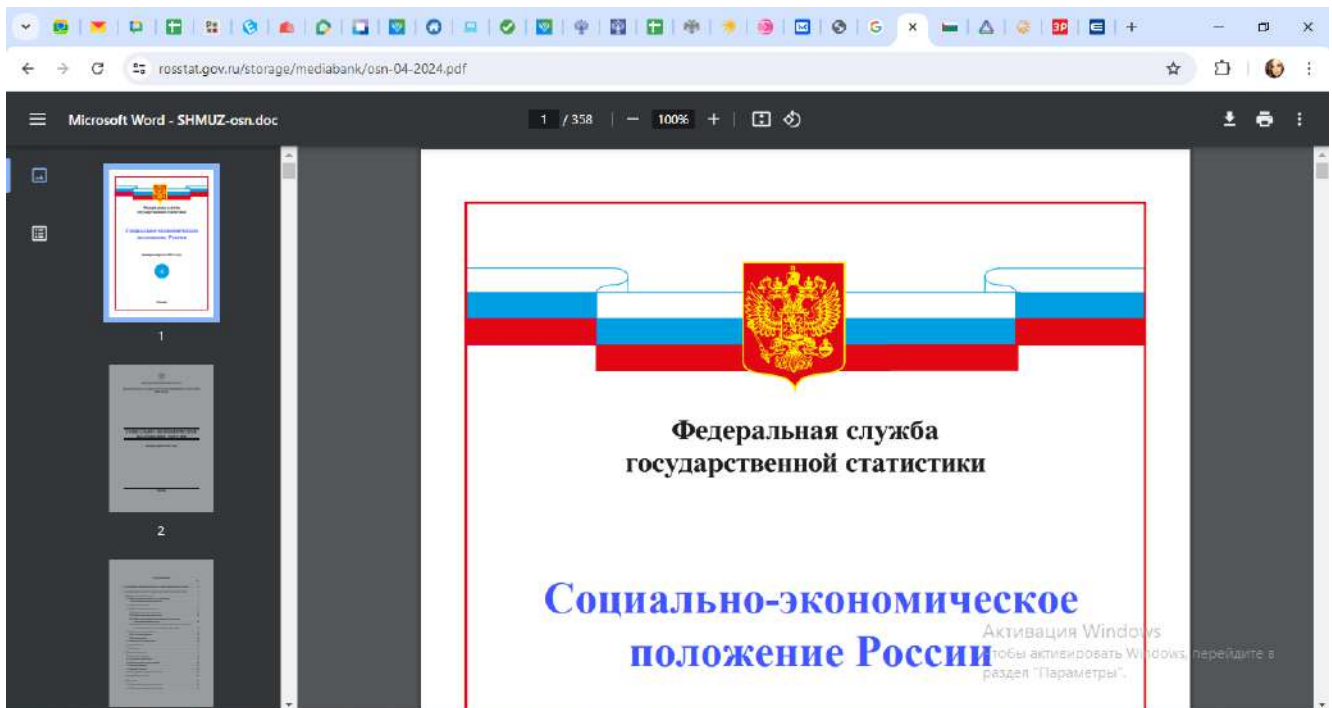 rosstat.gov.ru/storage/mediabank/osn-04-2024.pdf
Microsoft Word - SHMUZ-osn.doc
1 / 358
100%
1
2
Федеральная служба
государственной статистики
Социально-экономическое
положение России
Активация Windows
Чтобы активировать Windows, перейдите в
раздел "Параметры".